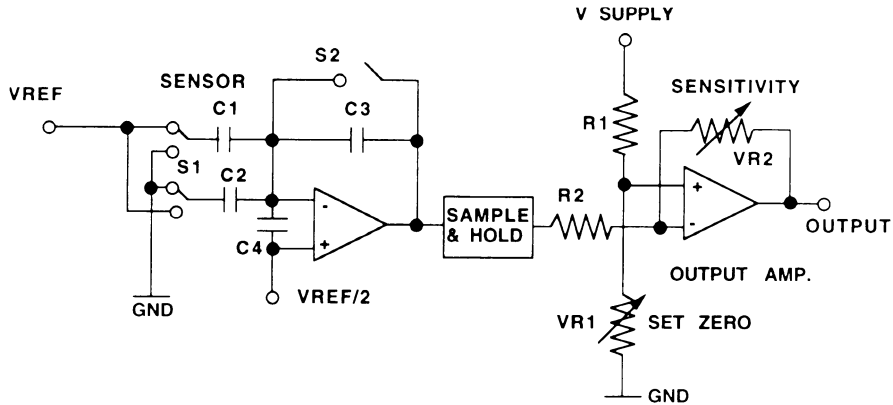 V SUPPLY
S2
SENSOR
VREF
C1
C3
SENSITIVITY
R1
VR2
S1
C2
R2
SAMPLE
& HOLD
C4
-
+
+
-
OUTPUT
OUTPUT AMP.
VREF/2
GND
VR1
SET ZERO
GND